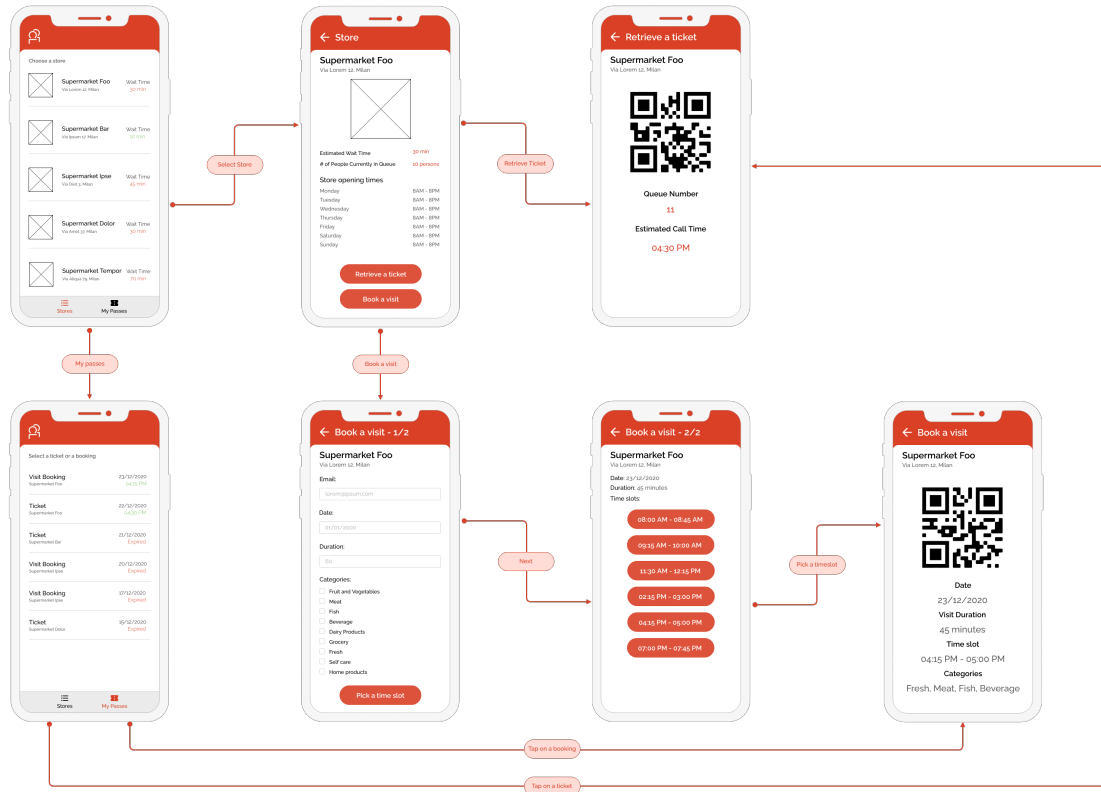 Choose a store
Supermarket Foo Wait Time
Via Lorem 12, Milan 30 min
Supermarket Bar Wait Time
Via Ipsum 17, Milan 10 min
Supermarket Ipse Wait Time
Via Dolt 3, Milan 45 min
Supermarket Dolor Wait Time
Via Amet 37, Milan 30 min
Supermarket Tempor Wait Time
Via Aliqua 29, Milan 70 min
Stores My Passes
Select Store
Store
Supermarket Foo
Via Lorem 12, Milan
Estimated Wait Time 30 min
# of People Currently in Queue 10 persons
Store opening times
Monday 8AM - 8PM
Tuesday 8AM - 8PM
Wednesday 8AM - 8PM
Thursday 8AM - 8PM
Friday 8AM - 8PM
Saturday 8AM - 8PM
Sunday 8AM - 8PM
Retrieve a ticket
Book a visit
Retrieve Ticket
Retrieve a ticket
Supermarket Foo
Via Lorem 12, Milan
Queue Number
11
Estimated Call Time
04:30 PM
My passes
Book a visit
Select a ticket or a booking
Visit Booking 23/12/2020
Supermarket Foo 04:15 PM
Ticket 22/12/2020
Supermarket Foo 04:30 PM
Ticket 21/12/2020
Supermarket Bar Expired
Visit Booking 20/12/2020
Supermarket Ipse Expired
Visit Booking 17/12/2020
Supermarket Ipse Expired
Ticket 15/12/2020
Supermarket Dolor Expired
Stores My Passes
Book a visit - 1/2
Supermarket Foo
Via Lorem 12, Milan
Email:
lorem@ipsum.com
Date:
01/01/2020
Duration:
60
Categories:
Fruit and Vegetables
Meat
Fish
Beverage
Dairy Products
Grocery
Fresh
Self care
Home products
Pick a time slot
Next
Book a visit - 2/2
Supermarket Foo
Via Lorem 12, Milan
Date: 23/12/2020
Duration: 45 minutes
Time slots:
08:00 AM - 08:45 AM
09:15 AM - 10:00 AM
11:30 AM - 12:15 PM
02:15 PM - 03:00 PM
04:15 PM - 05:00 PM
07:00 PM - 07:45 PM
Pick a timeslot
Book a visit
Supermarket Foo
Via Lorem 12, Milan
Date
23/12/2020
Visit Duration
45 minutes
Time slot
04:15 PM - 05:00 PM
Categories
Fresh, Meat, Fish, Beverage
Tap on a booking
Tap on a ticket